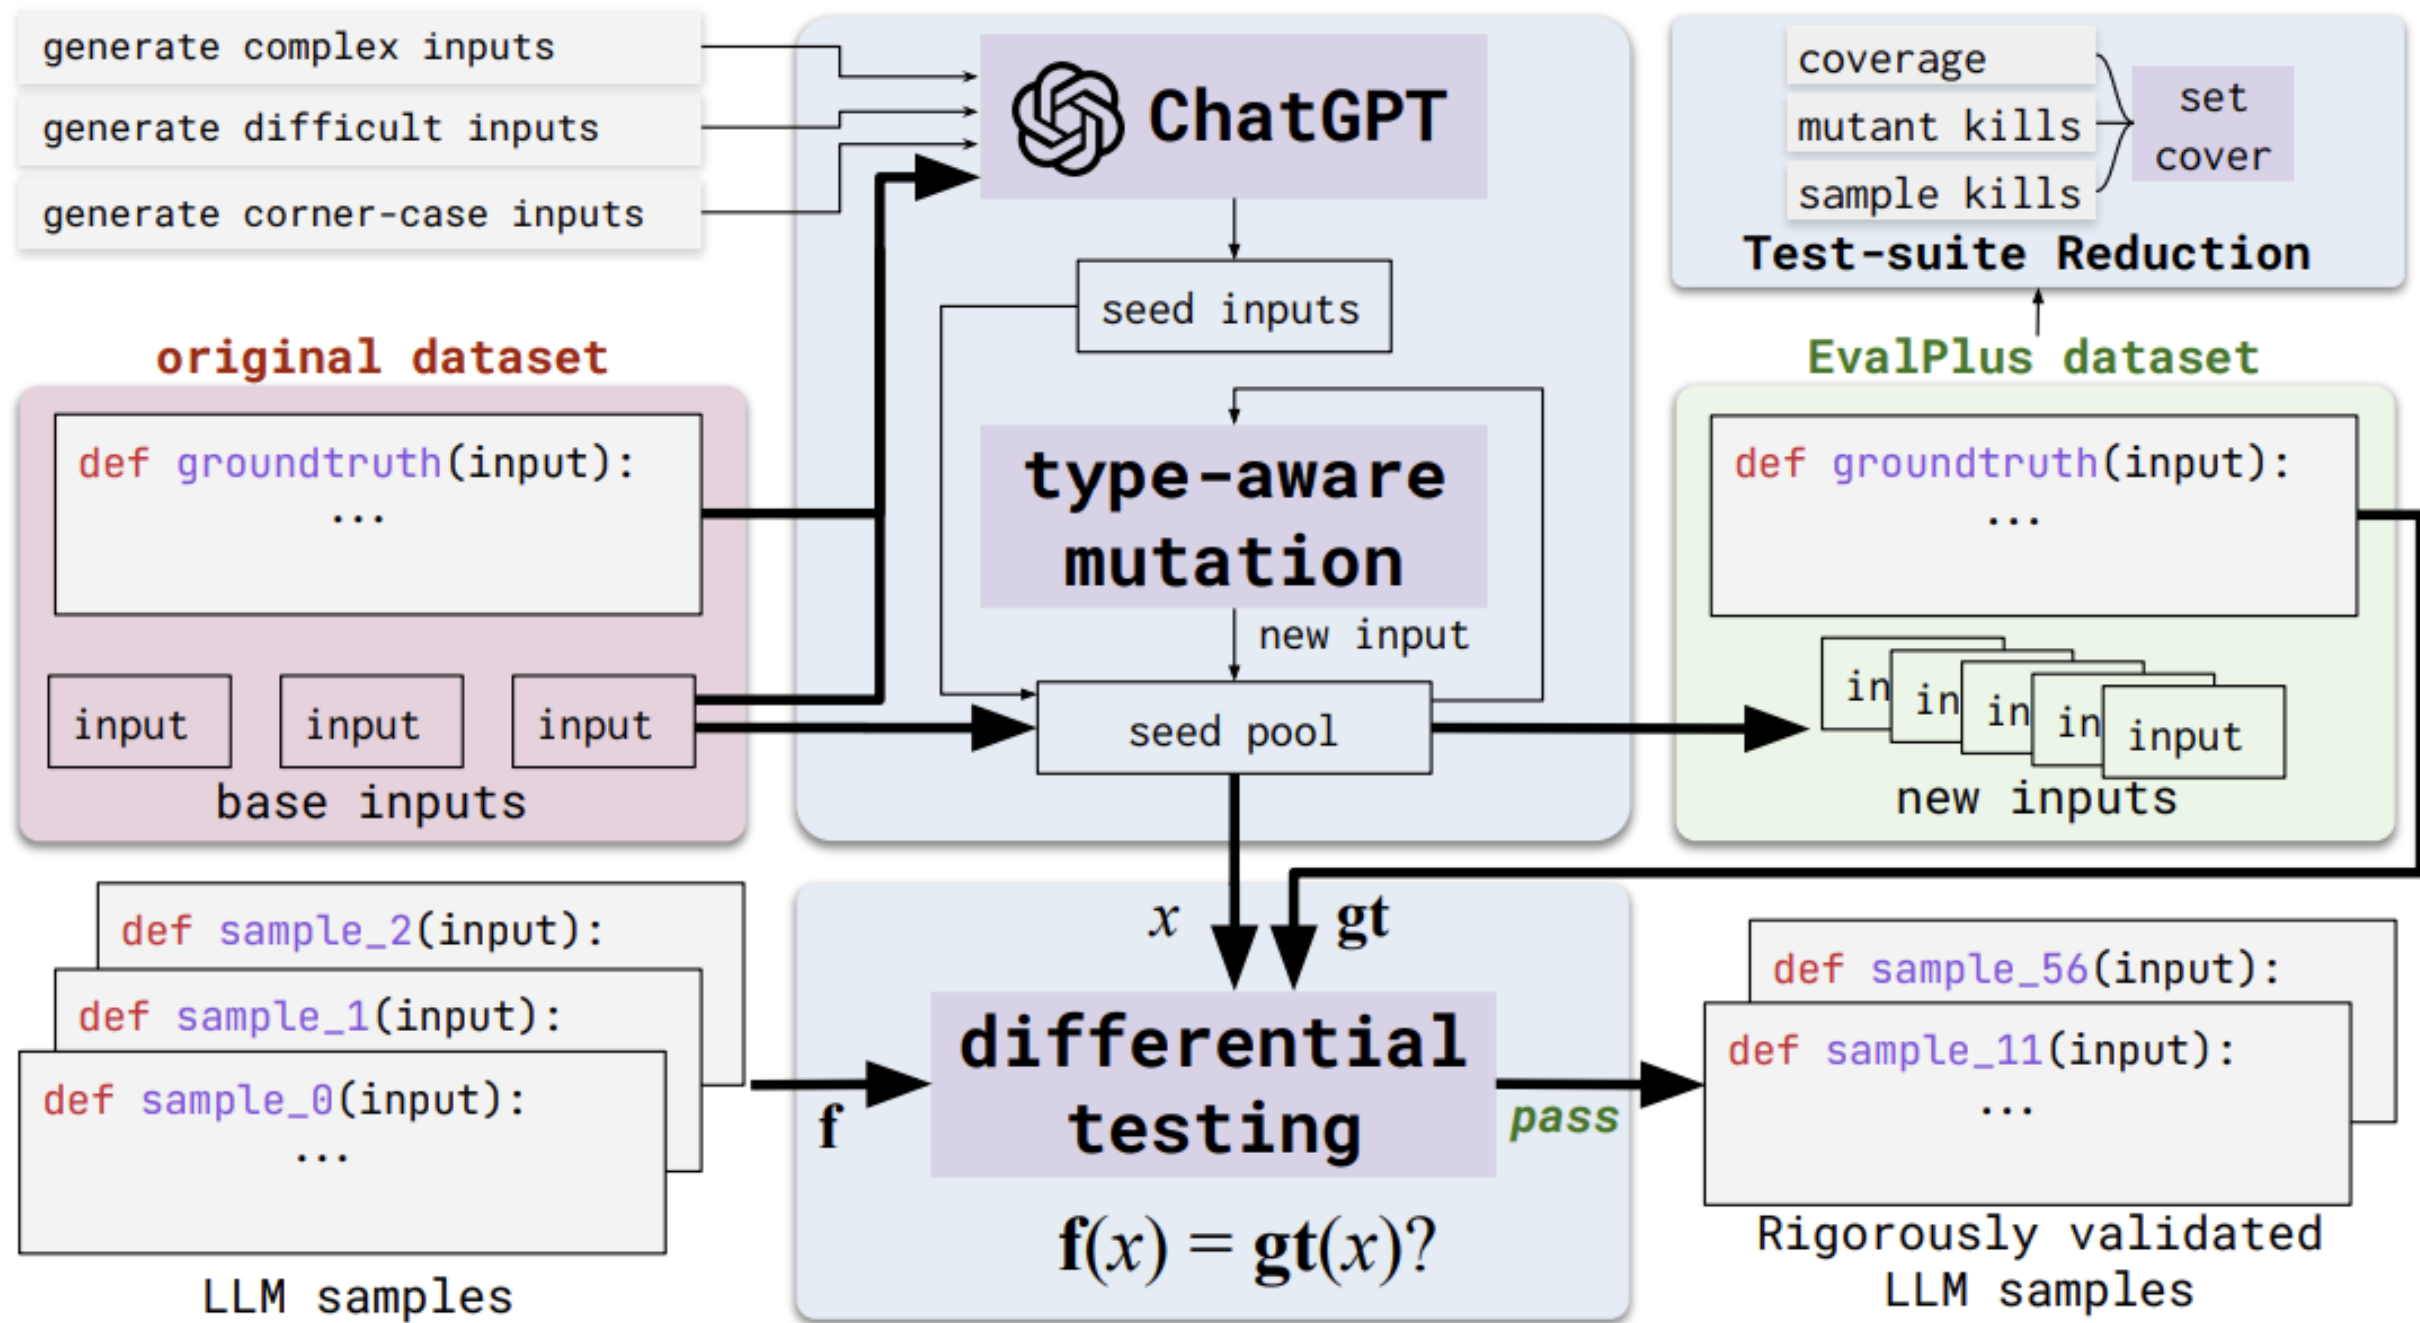 generate complex inputs
generate difficult inputs
generate corner-case inputs
ChatGPT
seed inputs
type-aware
mutation
new input
seed pool
coverage
mutant kills
sample kills
set
cover
Test-suite Reduction
original dataset
def groundtruth(input):
...
input
input
input
base inputs
EvalPlus dataset
def groundtruth(input):
...
in
in
in
in
input
new inputs
def sample_2(input):
def sample_1(input):
def sample_0(input):
...
LLM samples
f
x
gt
differential
testing
f(x) = gt(x)?
pass
def sample_56(input):
def sample_11(input):
...
Rigorously validated
LLM samples